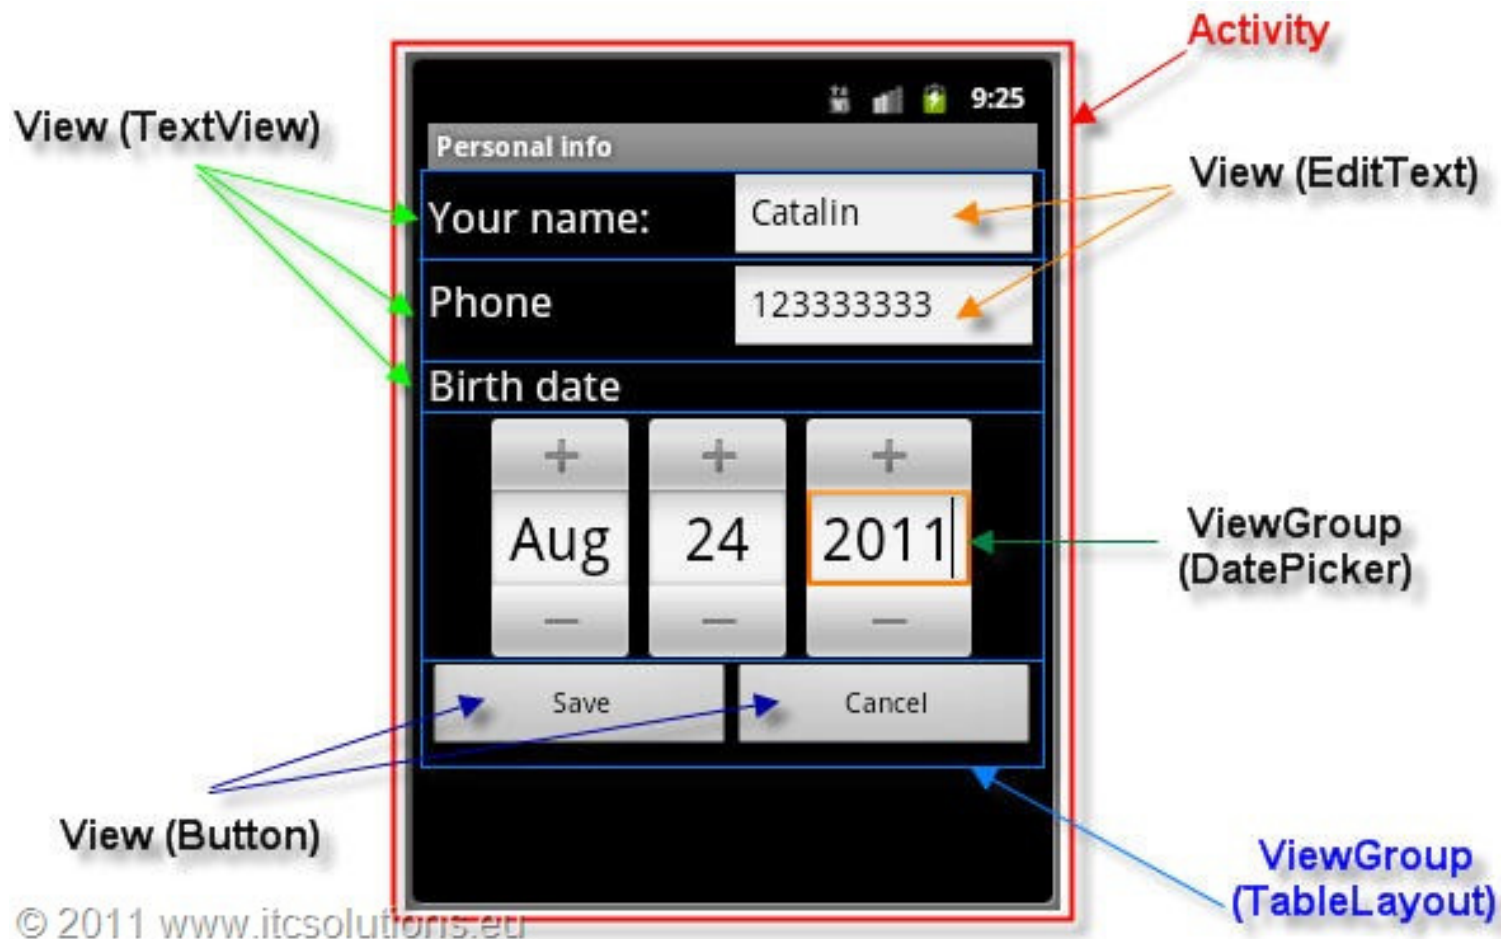 Activity
9:25
View (TextView)
Personal info
View (EditText)
Your name:
Catalin
Phone
123333333
Birth date
+ + +
Aug 24 2011
ViewGroup
(DatePicker)
− − −
Save
Cancel
View (Button)
ViewGroup
(TableLayout)
© 2011 www.itcsolutions.eu